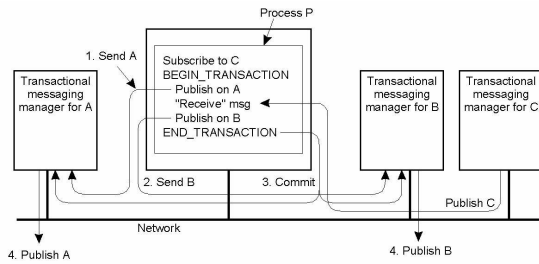 Process P
1. Send A
Subscribe to C
BEGIN_TRANSACTION
Publish on A
"Receive" msg
Publish on B
END_TRANSACTION
Transactional
messaging
manager for A
Transactional
messaging
manager for B
Transactional
messaging
manager for C
2. Send B
3. Commit
Publish C
Network
4. Publish A
4. Publish B